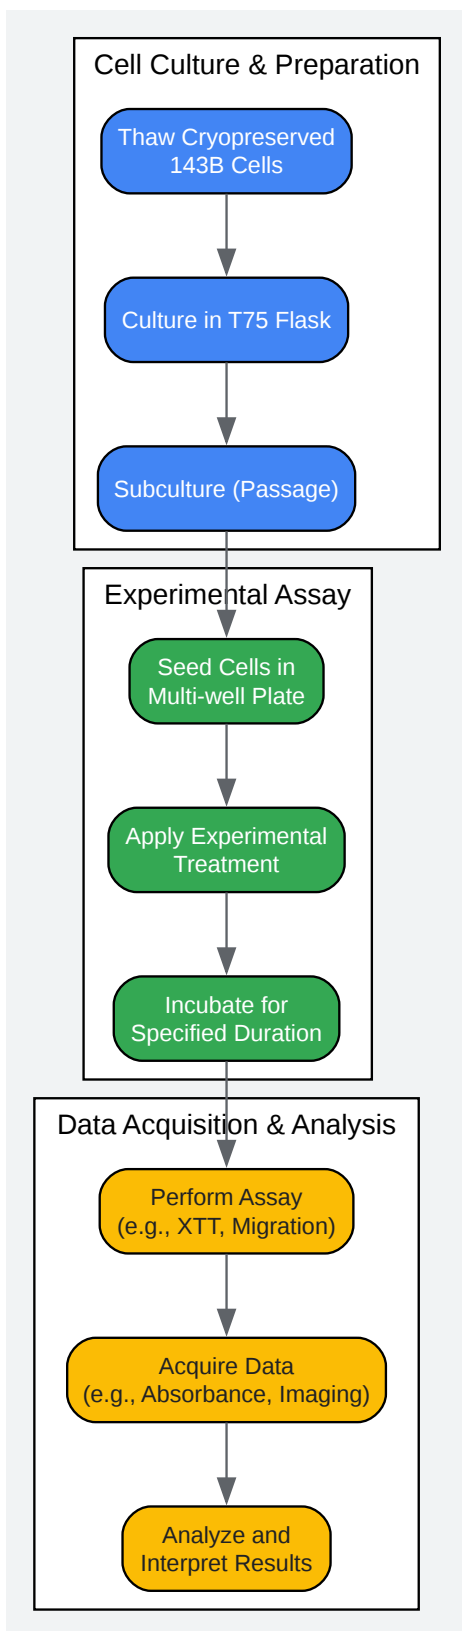 Cell Culture & Preparation
Thaw Cryopreserved
143B Cells
Culture in T75 Flask
Subculture (Passage)
Experimental Assay
Seed Cells in
Multi-well Plate
Apply Experimental
Treatment
Incubate for
Specified Duration
Data Acquisition & Analysis
Perform Assay
(e.g., XTT, Migration)
Acquire Data
(e.g., Absorbance, Imaging)
Analyze and
Interpret Results